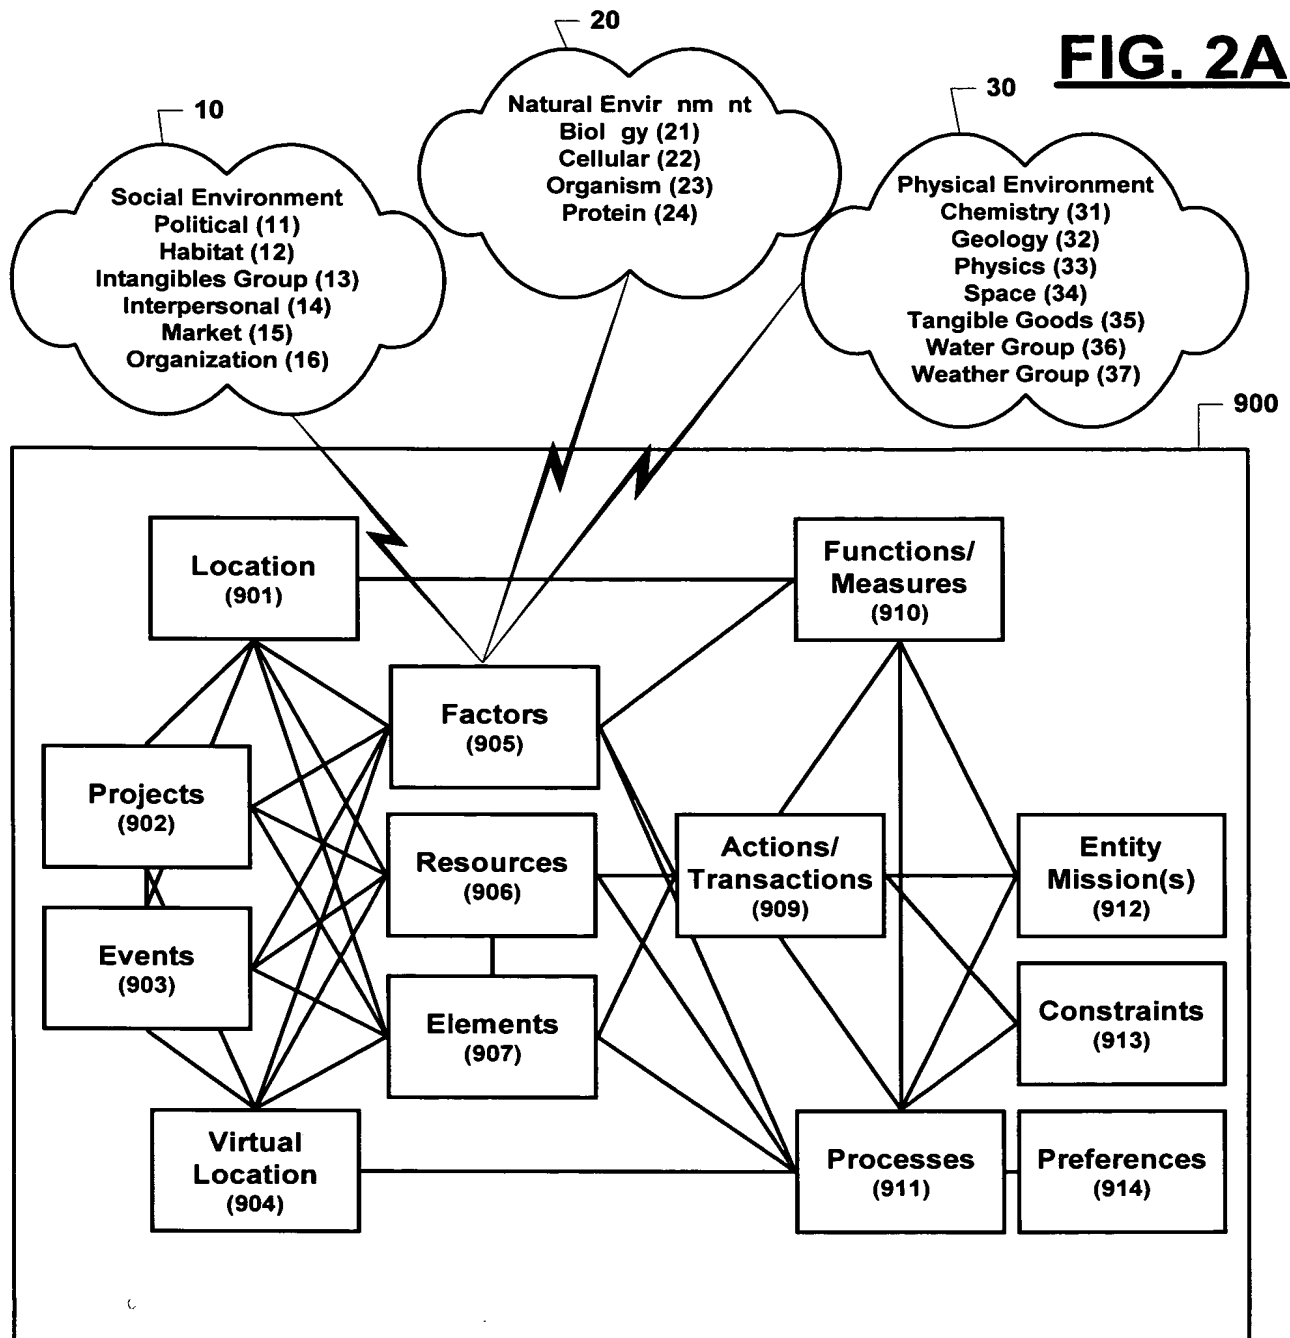 20
FIG. 2A
10
30
Natural Envir nm nt
Biol gy (21)
Cellular (22)
Organism (23)
Protein (24)
Social Environment
Political (11)
Habitat (12)
Intangibles Group (13)
Interpersonal (14)
Market (15)
Organization (16)
Physical Environment
Chemistry (31)
Geology (32)
Physics (33)
Space (34)
Tangible Goods (35)
Water Group (36)
Weather Group (37)
900
Location
(901)
Functions/
Measures
(910)
Factors
(905)
Projects
(902)
Resources
(906)
Actions/
Transactions
(909)
Entity
Mission(s)
(912)
Events
(903)
Elements
(907)
Constraints
(913)
Virtual
Location
(904)
Processes
(911)
Preferences
(914)